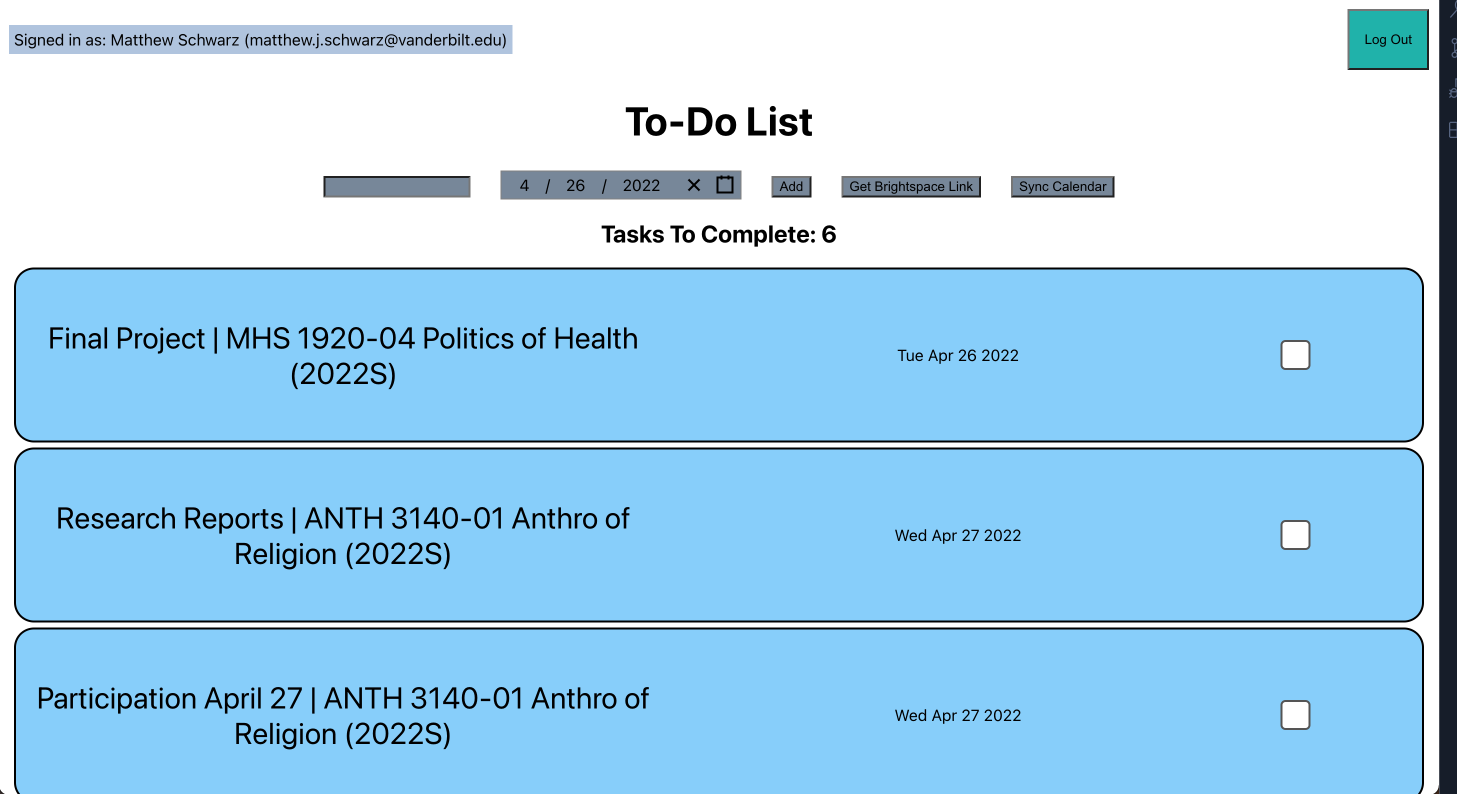 Signed in as: Matthew Schwarz (matthew.j.schwarz@vanderbilt.edu)
Log Out
To-Do List
4 / 26 / 2022
Add
Get Brightspace Link
Sync Calendar
Tasks To Complete: 6
Final Project | MHS 1920-04 Politics of Health
(2022S)
Tue Apr 26 2022
Research Reports | ANTH 3140-01 Anthro of
Religion (2022S)
Wed Apr 27 2022
Participation April 27 | ANTH 3140-01 Anthro of
Religion (2022S)
Wed Apr 27 2022